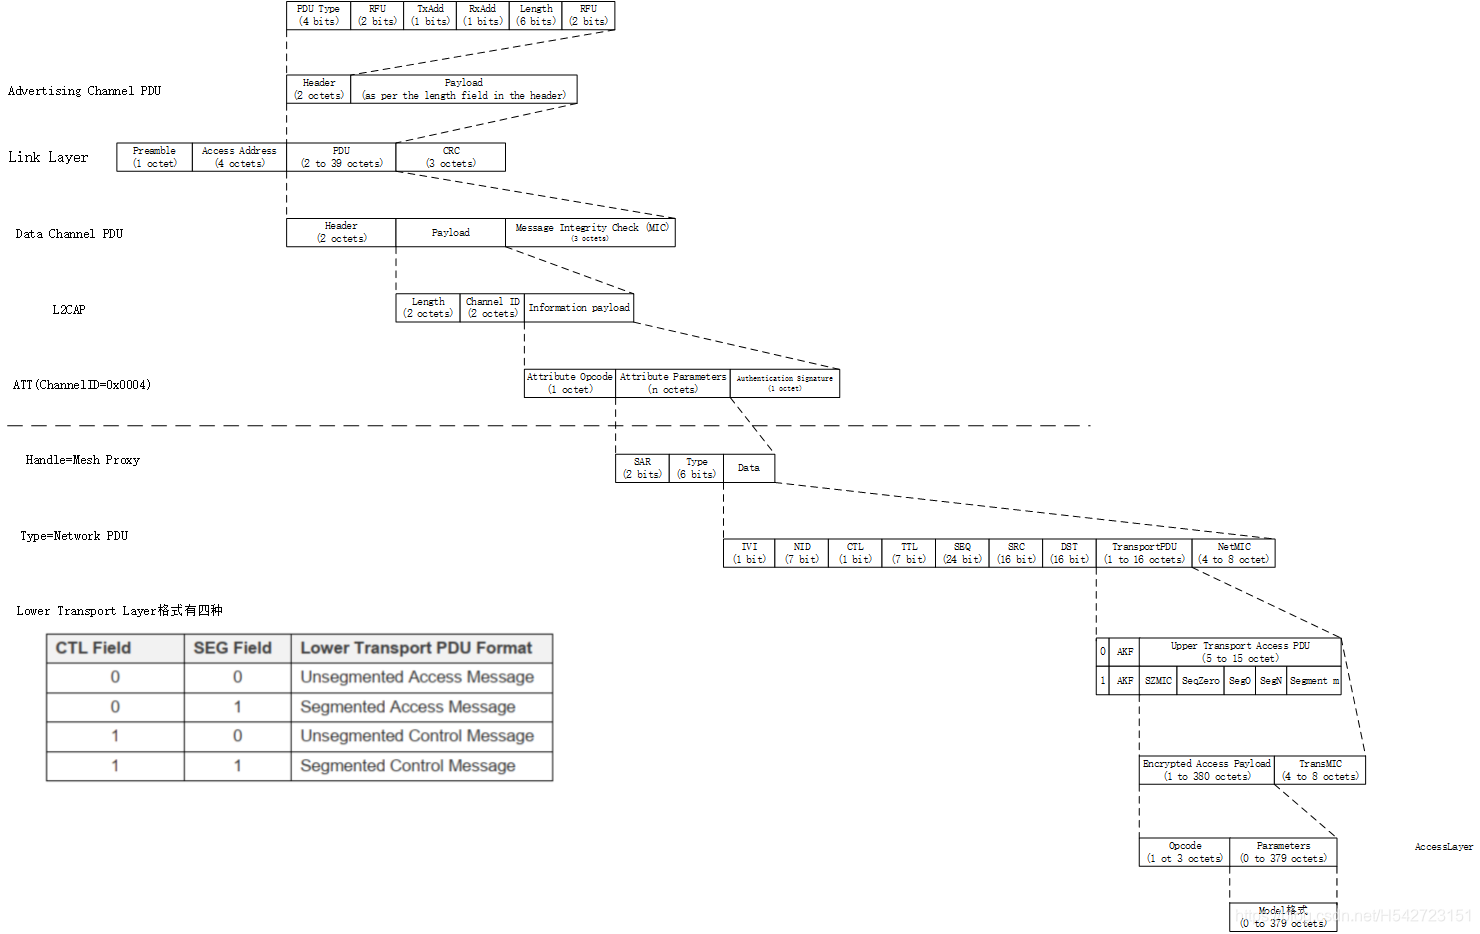 PDU Type RFU TxAdd RxAdd Length RFU
(4 bits) (2 bits) (1 bits) (1 bits) (6 bits) (2 bits)
Header Payload
Advertising Channel PDU (2 octets) (as per the length field in the header)
Link Layer Preamble Access Address PDU CRC
(1 octet) (4 octets) (2 to 39 octets) (3 octets)
Data Channel PDU Header Payload Message Integrity Check (MIC)
(2 octets) (3 octets)
L2CAP Length Channel ID Information payload
(2 octets) (2 octets)
ATT(ChannelID=0x0004) Attribute Opcode Attribute Parameters Authentication Signature
(1 octet) (n octets) (1 octet)
Handle=Mesh Proxy SAR Type Data
(2 bits) (6 bits)
Type=Network PDU
IVI NID CTL TTL SEQ SRC DST TransportPDU NetMIC
(1 bit) (7 bit) (1 bit) (7 bit) (24 bit) (16 bit) (16 bit) (1 to 16 octets) (4 to 8 octet)
Lower Transport Layer格式有四种
CTL Field SEG Field Lower Transport PDU Format
0 0 Unsegmented Access Message
0 1 Segmented Access Message
1 0 Unsegmented Control Message
1 1 Segmented Control Message
0 AKF Upper Transport Access PDU
(5 to 15 octet)
1 AKF SZMIC SeqZero SegO SegN Segment m
Encrypted Access Payload TransMIC
(1 to 380 octets) (4 to 8 octets)
Opcode Parameters AccessLayer
(1 ot 3 octets) (0 to 379 octets)
Model格式
(0 to 379 octets)
csdn.net/H542723151